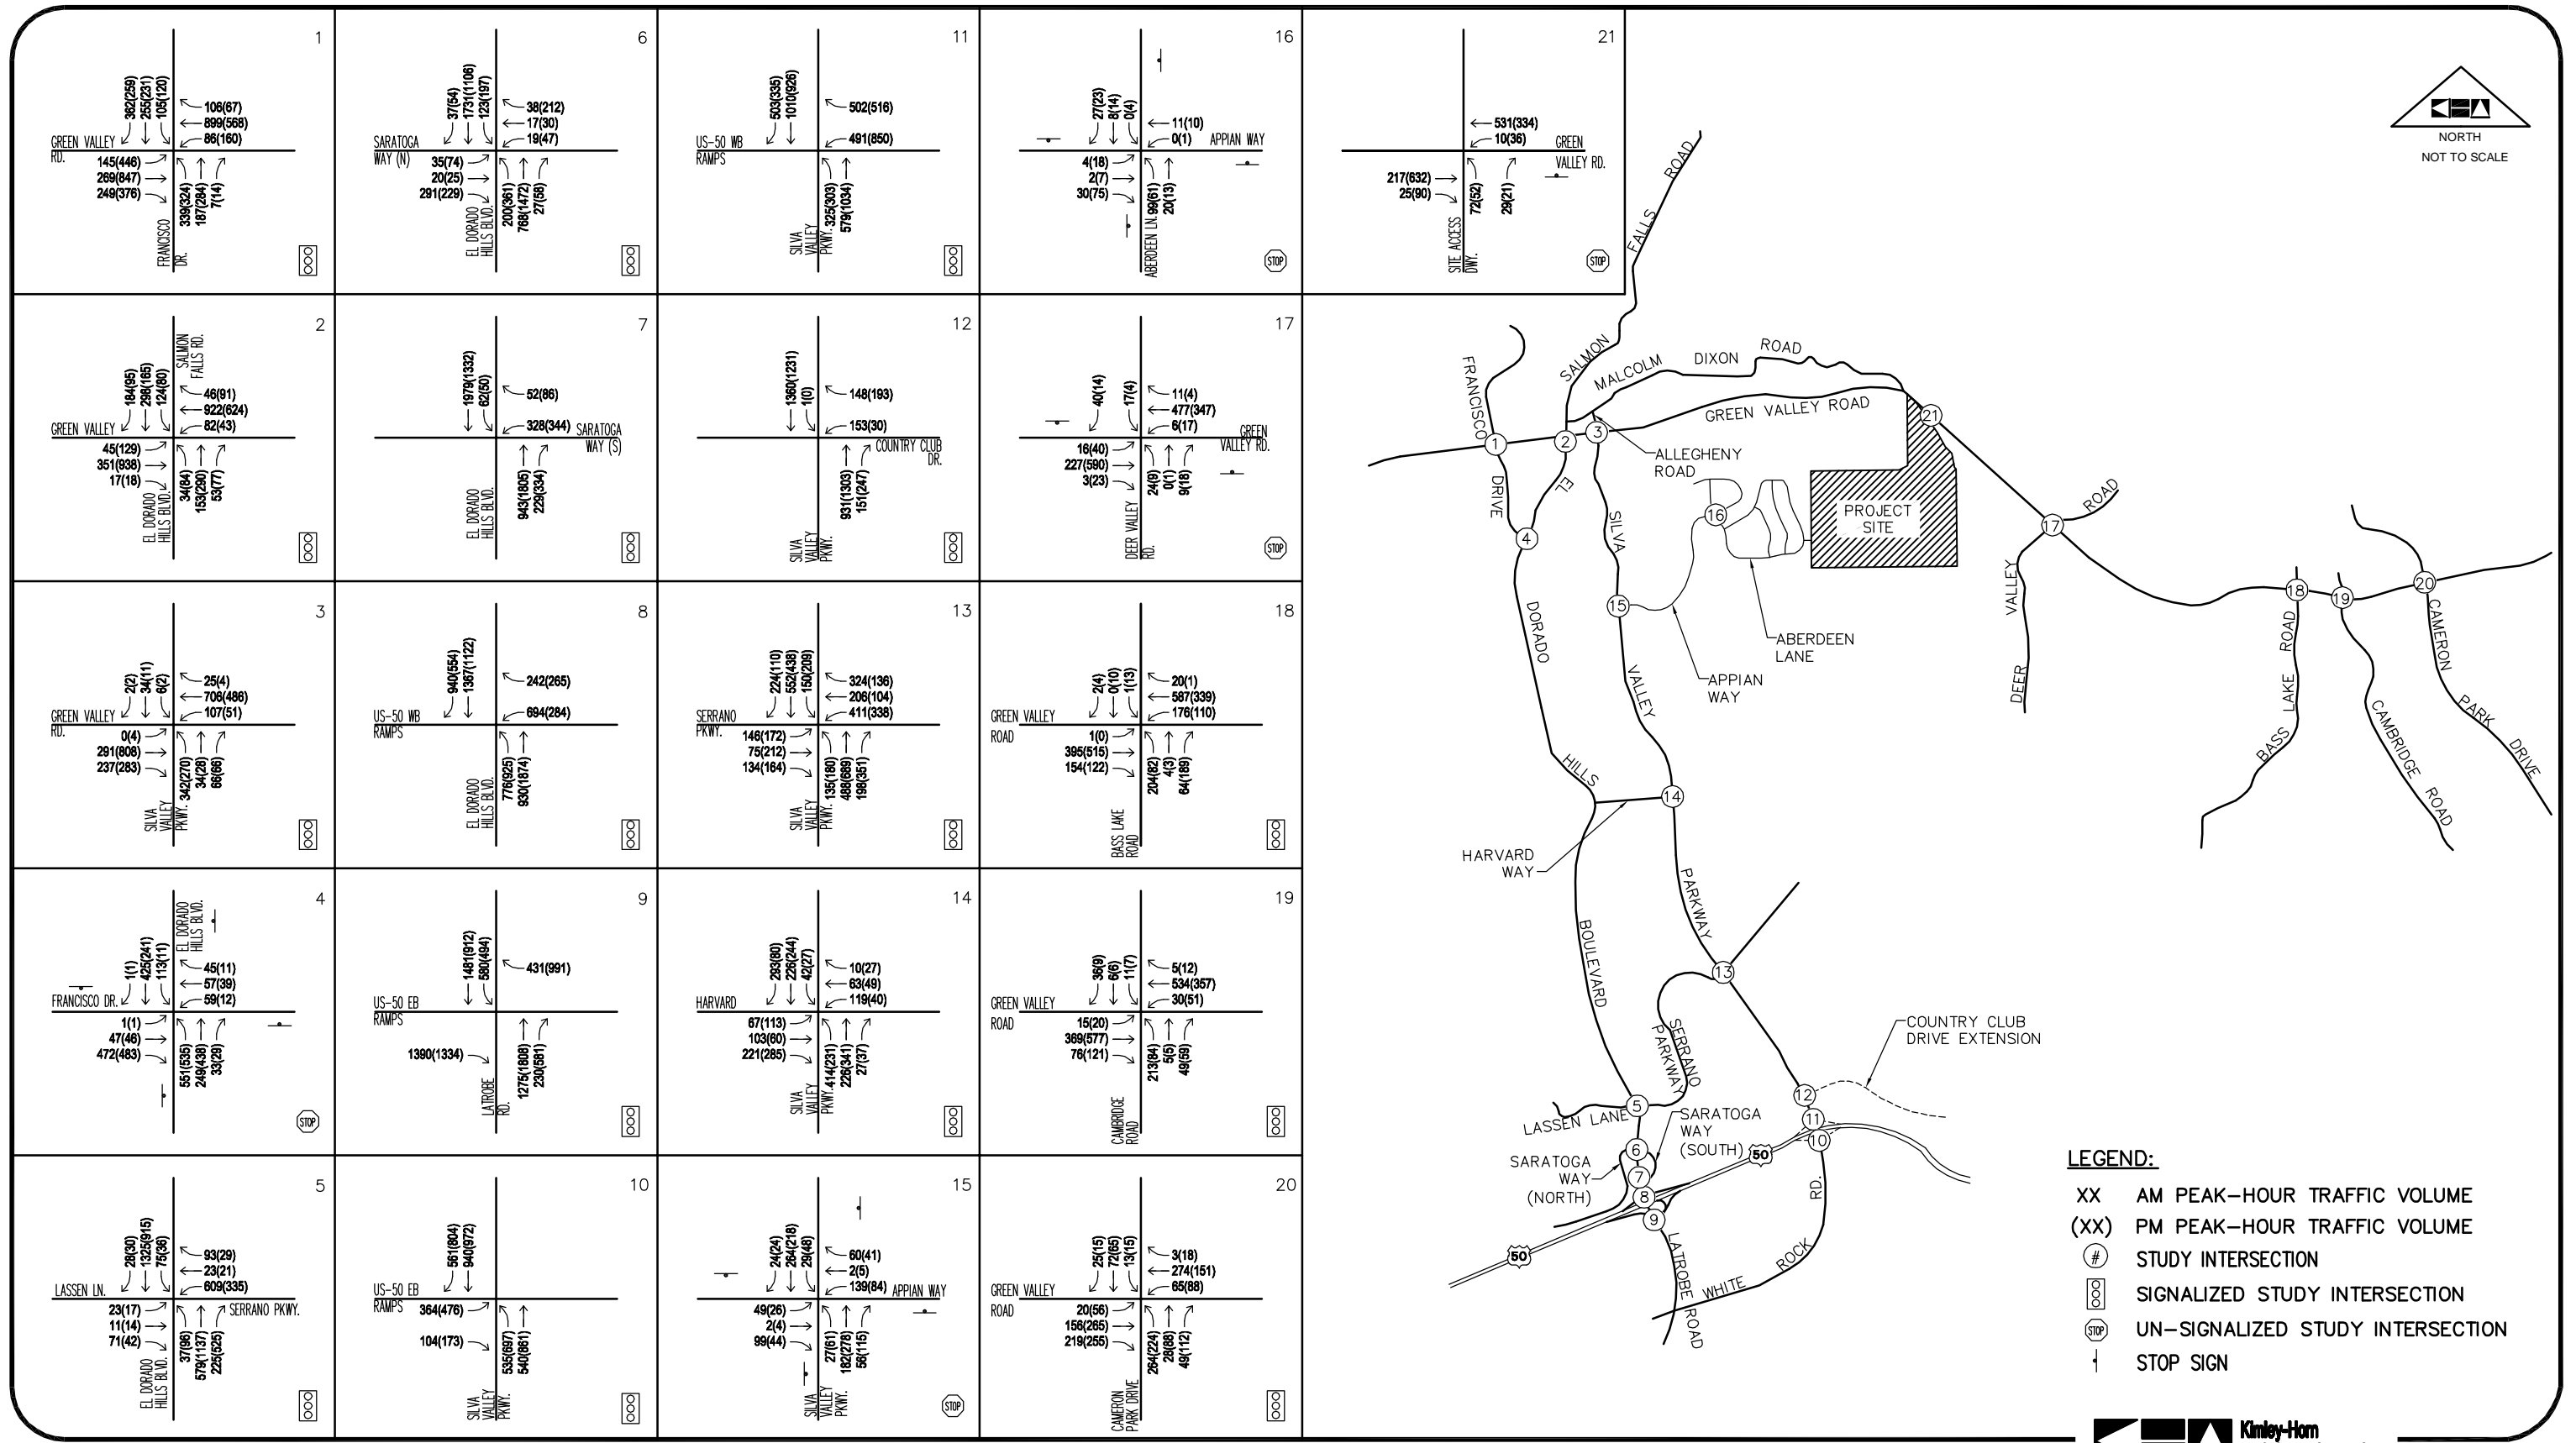 1
362(259)
255(231)
105(120)
106(67)
899(568)
86(160)
GREEN VALLEY
RD.
145(446)
269(847)
249(376)
339(324)
187(284)
7(14)
FRANCISCO
DR.
6
37(54)
1731(1106)
123(197)
38(212)
17(30)
19(47)
SARATOGA
WAY (N)
35(74)
20(25)
291(229)
200(361)
768(1472)
27(58)
EL DORADO
HILLS BLVD.
11
503(335)
1010(926)
502(516)
491(850)
US-50 WB
RAMPS
325(303)
579(1034)
SILVA
VALLEY
PKWY.
16
27(23)
8(14)
0(4)
11(10)
0(1)
APPIAN WAY
4(18)
2(7)
30(75)
99(61)
20(13)
ABERDEEN LN.
STOP
21
531(334)
10(36)
GREEN
VALLEY RD.
217(632)
25(90)
72(52)
29(21)
SITE ACCESS
DWY.
STOP
2
184(95)
298(165)
124(80)
SALMON
FALLS RD.
46(91)
922(624)
82(43)
GREEN VALLEY
45(129)
351(938)
17(18)
34(84)
153(290)
53(77)
EL DORADO
HILLS BLVD.
7
1979(1332)
62(50)
52(86)
328(344)
SARATOGA
WAY (S)
943(1805)
229(334)
EL DORADO
HILLS BLVD.
12
1360(1231)
1(0)
148(193)
153(30)
COUNTRY CLUB
DR.
931(1303)
151(247)
SILVA
VALLEY
PKWY.
17
40(14)
17(4)
11(4)
477(347)
6(17)
GREEN
VALLEY RD.
16(40)
227(590)
3(23)
24(9)
0(1)
9(18)
DEER VALLEY
RD.
STOP
3
2(2)
34(11)
6(2)
25(4)
706(486)
107(51)
GREEN VALLEY
RD.
0(4)
291(808)
237(283)
342(270)
34(28)
66(66)
SILVA
VALLEY
PKWY.
8
940(554)
1367(1122)
242(265)
694(284)
US-50 WB
RAMPS
776(925)
930(1874)
EL DORADO
HILLS BLVD.
13
224(110)
552(438)
150(209)
324(136)
206(104)
411(338)
SERRANO
PKWY.
146(172)
75(212)
134(164)
135(180)
488(689)
198(351)
SILVA
VALLEY
PKWY.
18
2(4)
0(10)
1(13)
20(1)
587(339)
176(110)
GREEN VALLEY
ROAD
1(0)
395(515)
154(122)
204(82)
4(3)
64(189)
BASS LAKE
ROAD
4
1(1)
425(241)
113(11)
EL DORADO
HILLS BLVD.
45(11)
57(39)
59(12)
FRANCISCO DR.
1(1)
47(46)
472(483)
551(535)
249(438)
33(29)
STOP
9
1481(912)
580(494)
431(991)
US-50 EB
RAMPS
1390(1334)
1275(1808)
230(581)
LATROBE
RD.
14
293(80)
226(244)
42(27)
10(27)
63(49)
119(40)
HARVARD
67(113)
103(60)
221(285)
414(231)
226(341)
27(37)
SILVA
VALLEY
PKWY.
19
36(9)
6(6)
11(7)
5(12)
534(357)
30(51)
GREEN VALLEY
ROAD
15(20)
369(577)
76(121)
213(84)
5(5)
49(59)
CAMBRIDGE
ROAD
5
28(30)
1325(915)
75(36)
93(29)
23(21)
609(335)
LASSEN LN.
SERRANO PKWY.
23(17)
11(14)
71(42)
37(96)
579(1137)
225(525)
EL DORADO
HILLS BLVD.
10
561(804)
940(972)
US-50 EB
RAMPS
364(476)
104(173)
535(697)
540(861)
SILVA
VALLEY
PKWY.
15
24(24)
264(218)
29(48)
60(41)
2(5)
139(84)
APPIAN WAY
49(26)
2(4)
99(44)
27(61)
182(278)
56(115)
SILVA
VALLEY
PKWY.
STOP
20
25(15)
72(65)
13(15)
3(18)
274(151)
65(88)
GREEN VALLEY
ROAD
20(56)
156(265)
219(255)
264(224)
28(88)
49(112)
CAMERON
PARK DRIVE
NORTH
NOT TO SCALE
SALMON FALLS ROAD
MALCOLM DIXON ROAD
GREEN VALLEY ROAD
FRANCISCO DRIVE
1
2
3
21
ALLEGHENY
ROAD
EL DORADO HILLS BOULEVARD
4
16
PROJECT
SITE
17
DEER VALLEY ROAD
SILVA VALLEY PARKWAY
15
ABERDEEN
LANE
APPIAN
WAY
18
19
20
BASS LAKE ROAD
CAMBRIDGE ROAD
CAMERON PARK DRIVE
14
HARVARD
WAY
13
SERRANO
PARKWAY
COUNTRY CLUB
DRIVE EXTENSION
12
11
10
LASSEN LANE
5
SARATOGA
WAY
(SOUTH)
6
SARATOGA
WAY
(NORTH)
7
8
9
50
50
LATROBE ROAD
WHITE ROCK RD.
LEGEND:
XX AM PEAK-HOUR TRAFFIC VOLUME
(XX) PM PEAK-HOUR TRAFFIC VOLUME
# STUDY INTERSECTION
SIGNALIZED STUDY INTERSECTION
STOP UN-SIGNALIZED STUDY INTERSECTION
STOP SIGN
Kimley-Horn